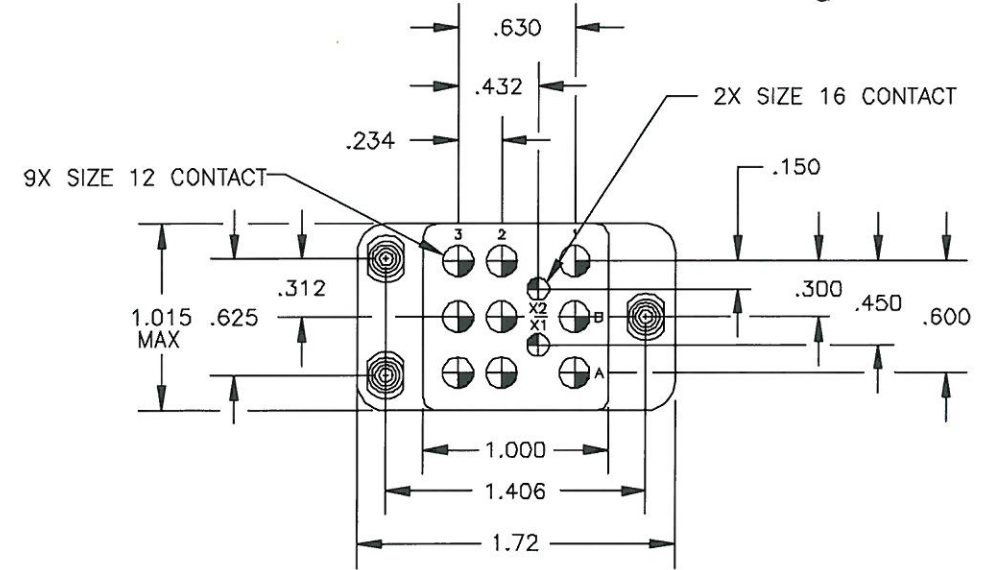 .630
.432
2X SIZE 16 CONTACT
.234
.150
9X SIZE 12 CONTACT
3 2 1
.312
.300
.450
1.015
MAX
.625
.600
X2
X1
B
A
1.000
1.406
1.72